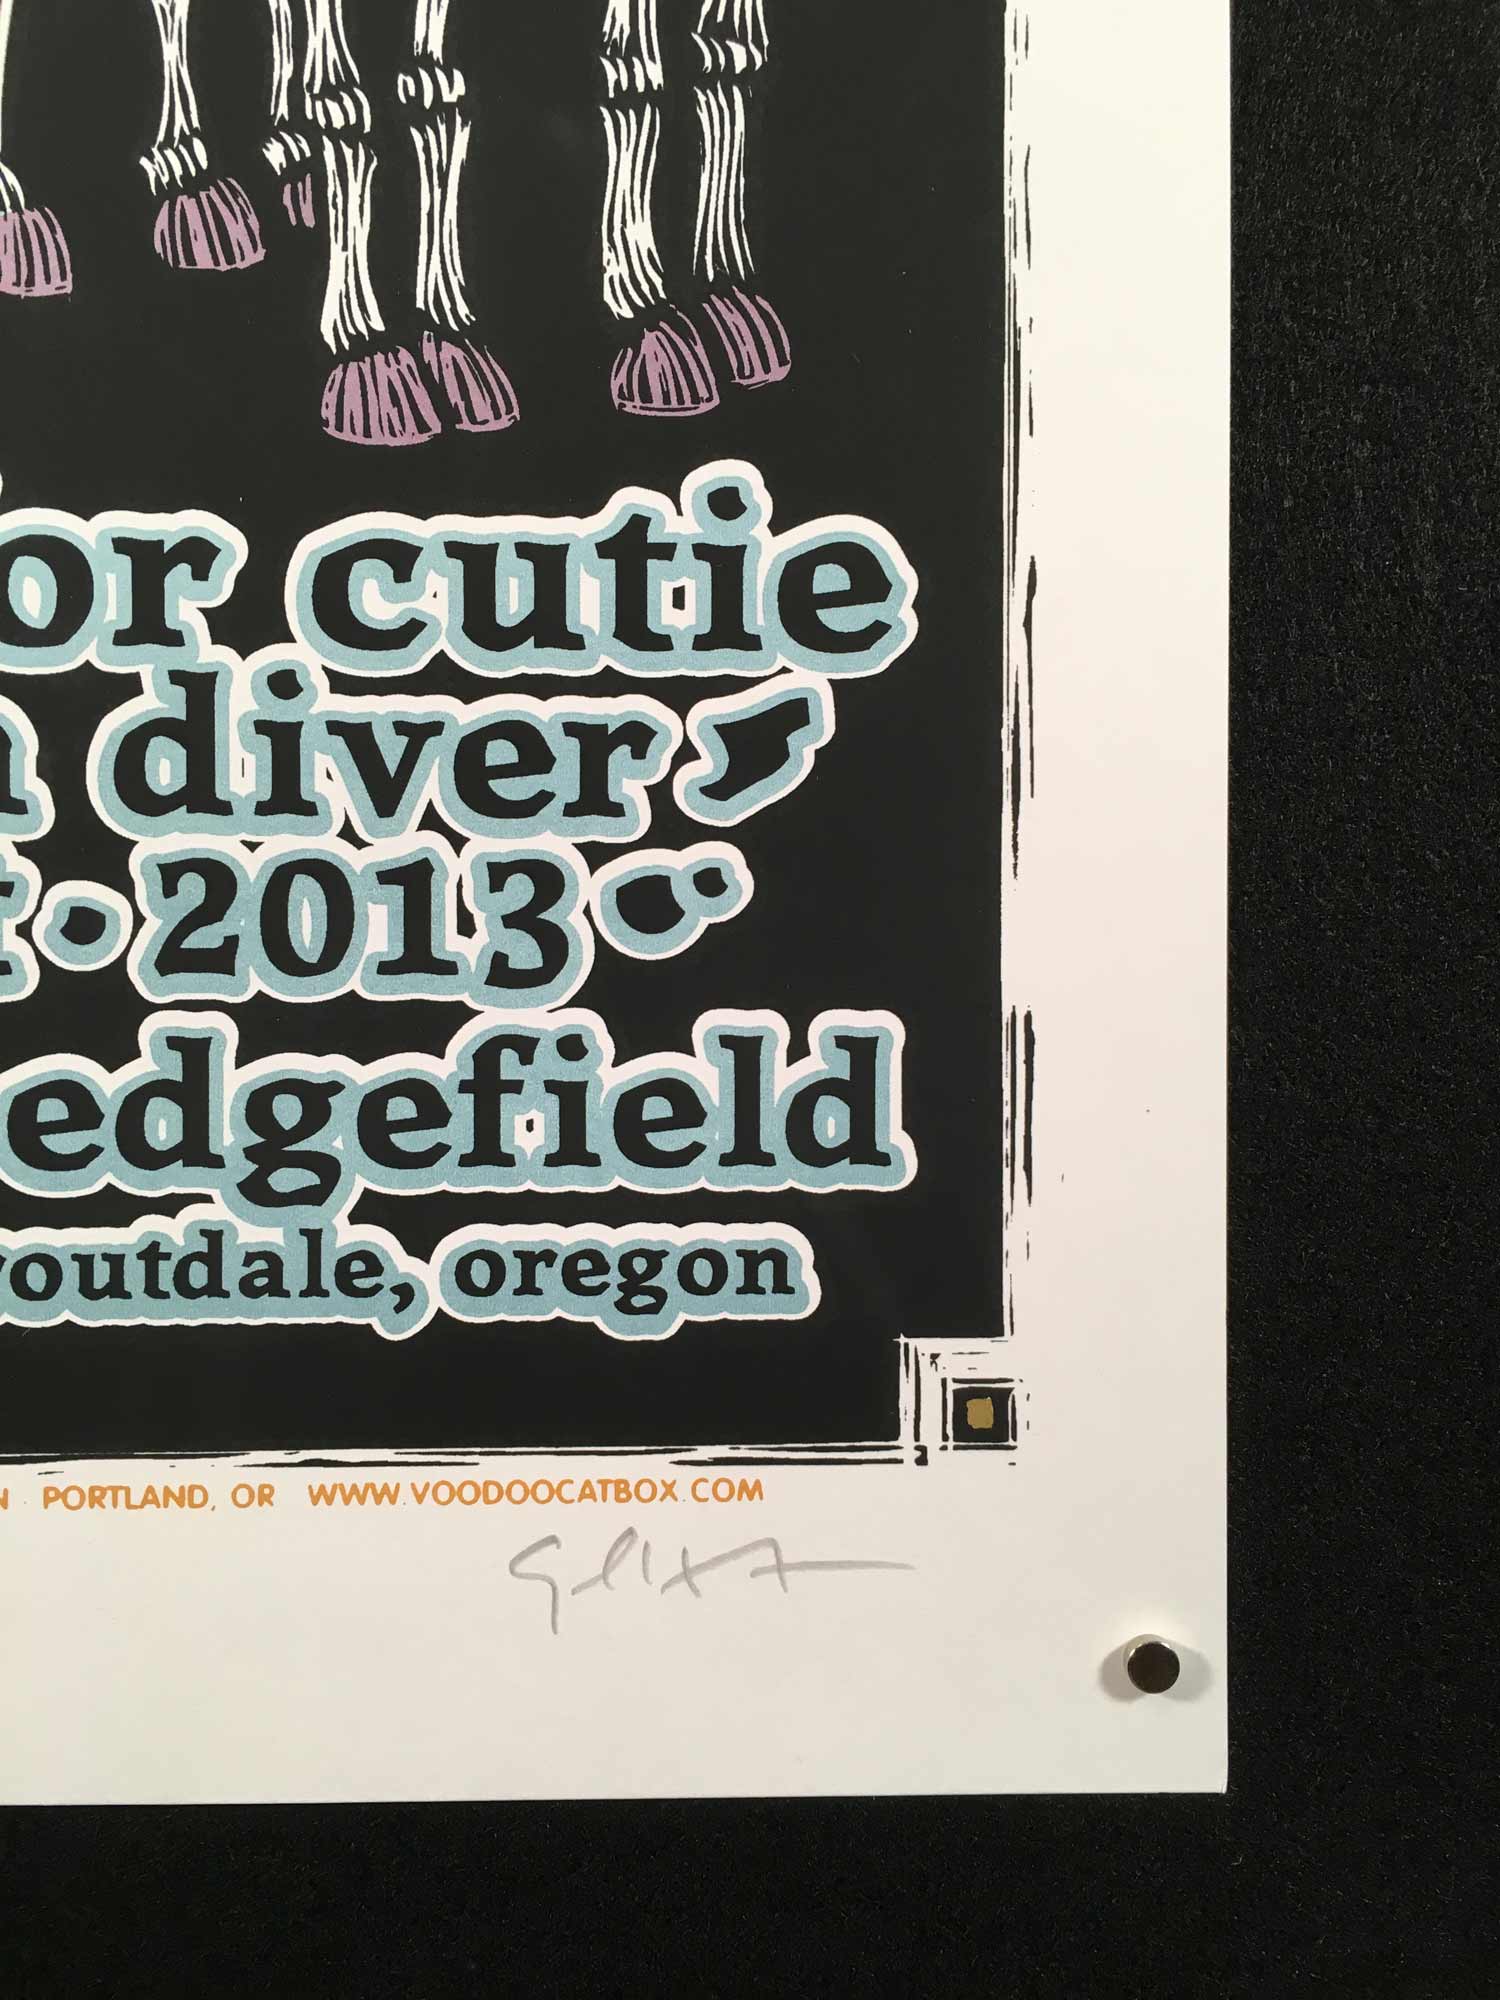 or cutie
diver
· 2013
edgefield
outdale, oregon
N · PORTLAND, OR WWW.VOODOOCATBOX.COM